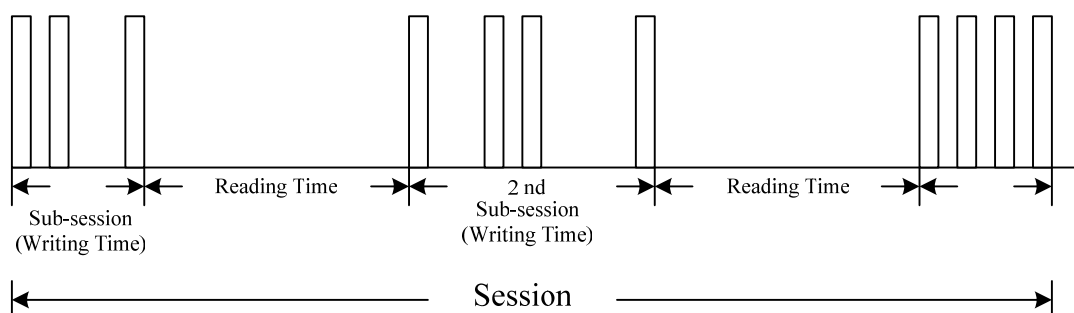 Reading Time
2 nd
Reading Time
Sub-session
(Writing Time)
Sub-session
(Writing Time)
Session